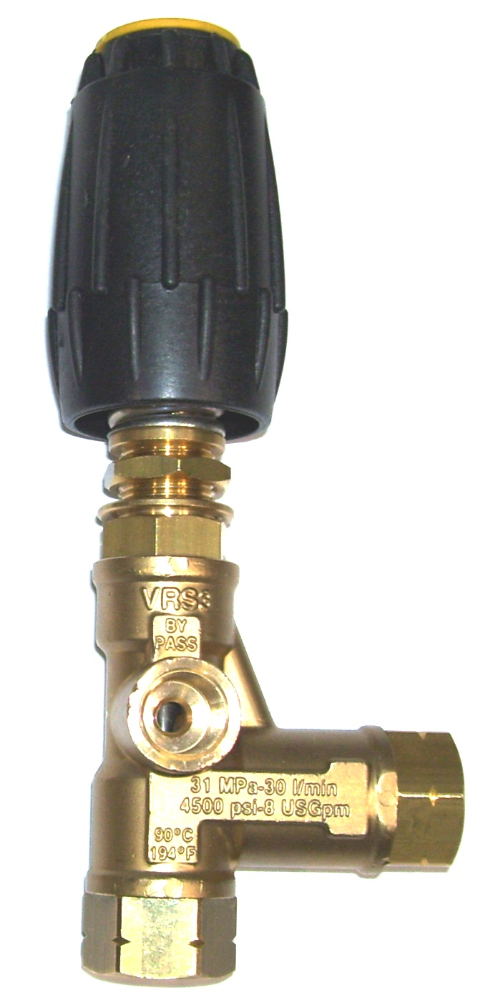 VRS3
BY
PASS
31 MPa-30 l/min
4500 psi-8 USGpm
90°C
194°F